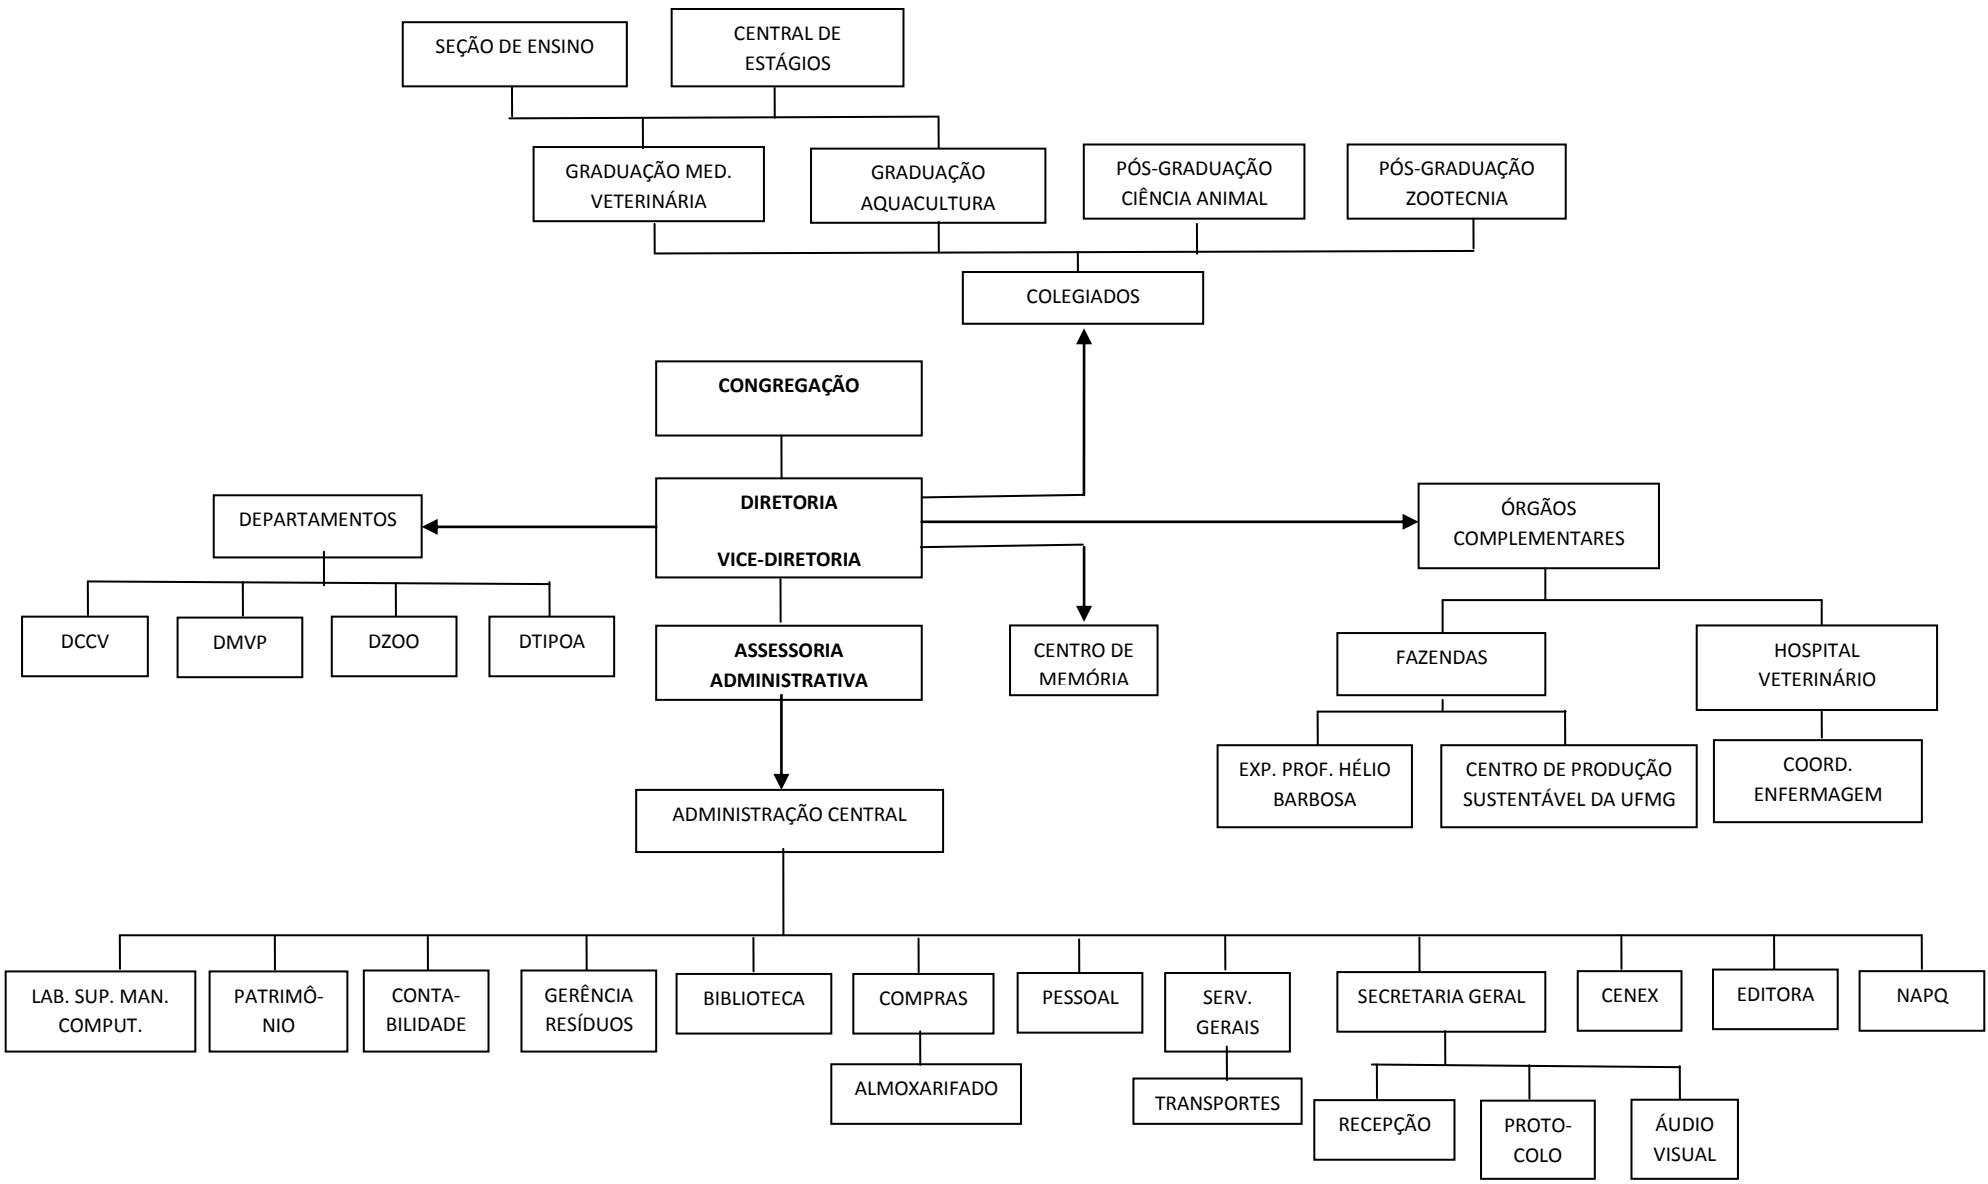 SEÇÃO DE ENSINO
CENTRAL DE
ESTÁGIOS
GRADUAÇÃO MED.
VETERINÁRIA
GRADUAÇÃO
AQUACULTURA
PÓS-GRADUAÇÃO
CIÊNCIA ANIMAL
PÓS-GRADUAÇÃO
ZOOTECNIA
COLEGIADOS
CONGREGAÇÃO
DIRETORIA
VICE-DIRETORIA
DEPARTAMENTOS
ÓRGÃOS
COMPLEMENTARES
DCCV
DMVP
DZOO
DTIPOA
ASSESSORIA
ADMINISTRATIVA
CENTRO DE
MEMÓRIA
FAZENDAS
HOSPITAL
VETERINÁRIO
EXP. PROF. HÉLIO
BARBOSA
CENTRO DE PRODUÇÃO
SUSTENTÁVEL DA UFMG
COORD.
ENFERMAGEM
ADMINISTRAÇÃO CENTRAL
LAB. SUP. MAN.
COMPUT.
PATRIMÔ-
NIO
CONTA-
BILIDADE
GERÊNCIA
RESÍDUOS
BIBLIOTECA
COMPRAS
PESSOAL
SERV.
GERAIS
SECRETARIA GERAL
CENEX
EDITORA
NAPQ
ALMOXARIFADO
TRANSPORTES
RECEPÇÃO
PROTO-
COLO
ÁUDIO
VISUAL